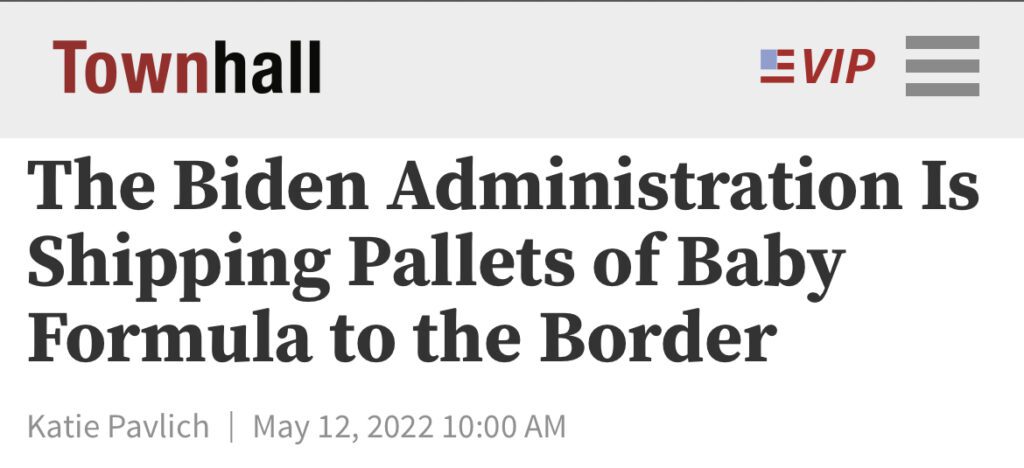 Townhall
VIP
The Biden Administration Is
Shipping Pallets of Baby
Formula to the Border
Katie Pavlich | May 12, 2022 10:00 AM